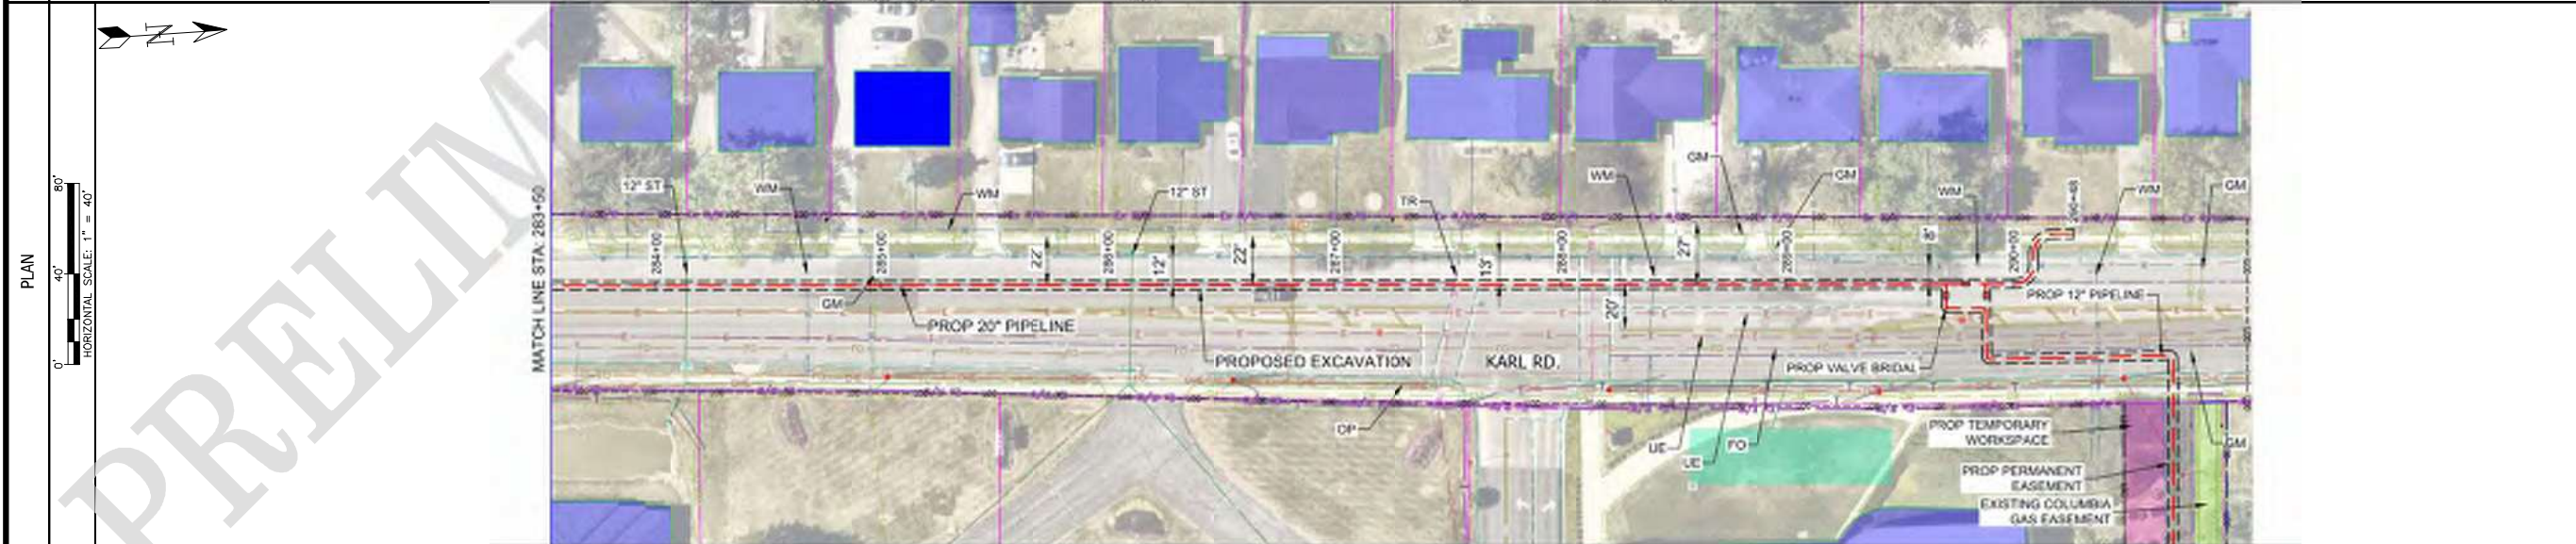 PLAN
N
80'
40'
0'
HORIZONTAL SCALE: 1" = 40'
PRELIM
MATCH LINE STA: 283+50
12" ST
WM
WM
12" ST
TR
WM
GM
GM
WM
WM
GM
284+00
285+00
22'
286+00
12'
22'
287+00
13'
288+00
27'
289+00
8'
290+00
290+48
GM
PROP 20" PIPELINE
PROPOSED EXCAVATION
KARL RD.
20'
PROP 12" PIPELINE
PROP VALVE BRIDAL
OP
UE
UE
FO
PROP TEMPORARY
WORKSPACE
GM
PROP PERMANENT
EASEMENT
EXISTING COLUMBIA
GAS EASEMENT